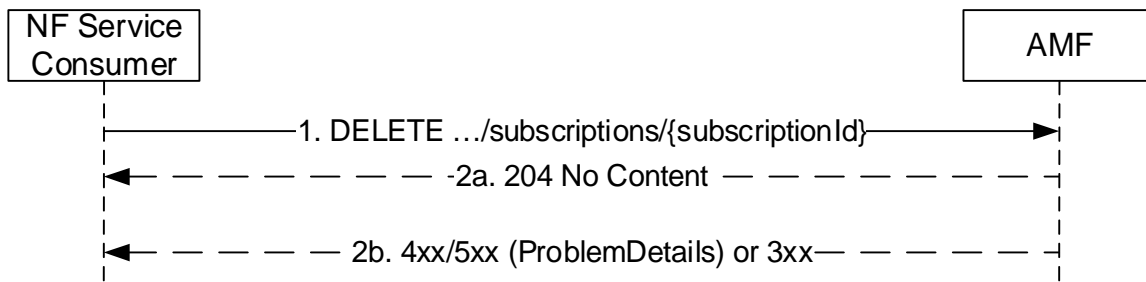 NF Service
Consumer
AMF
1. DELETE …/subscriptions/{subscriptionId}
2a. 204 No Content
2b. 4xx/5xx (ProblemDetails) or 3xx